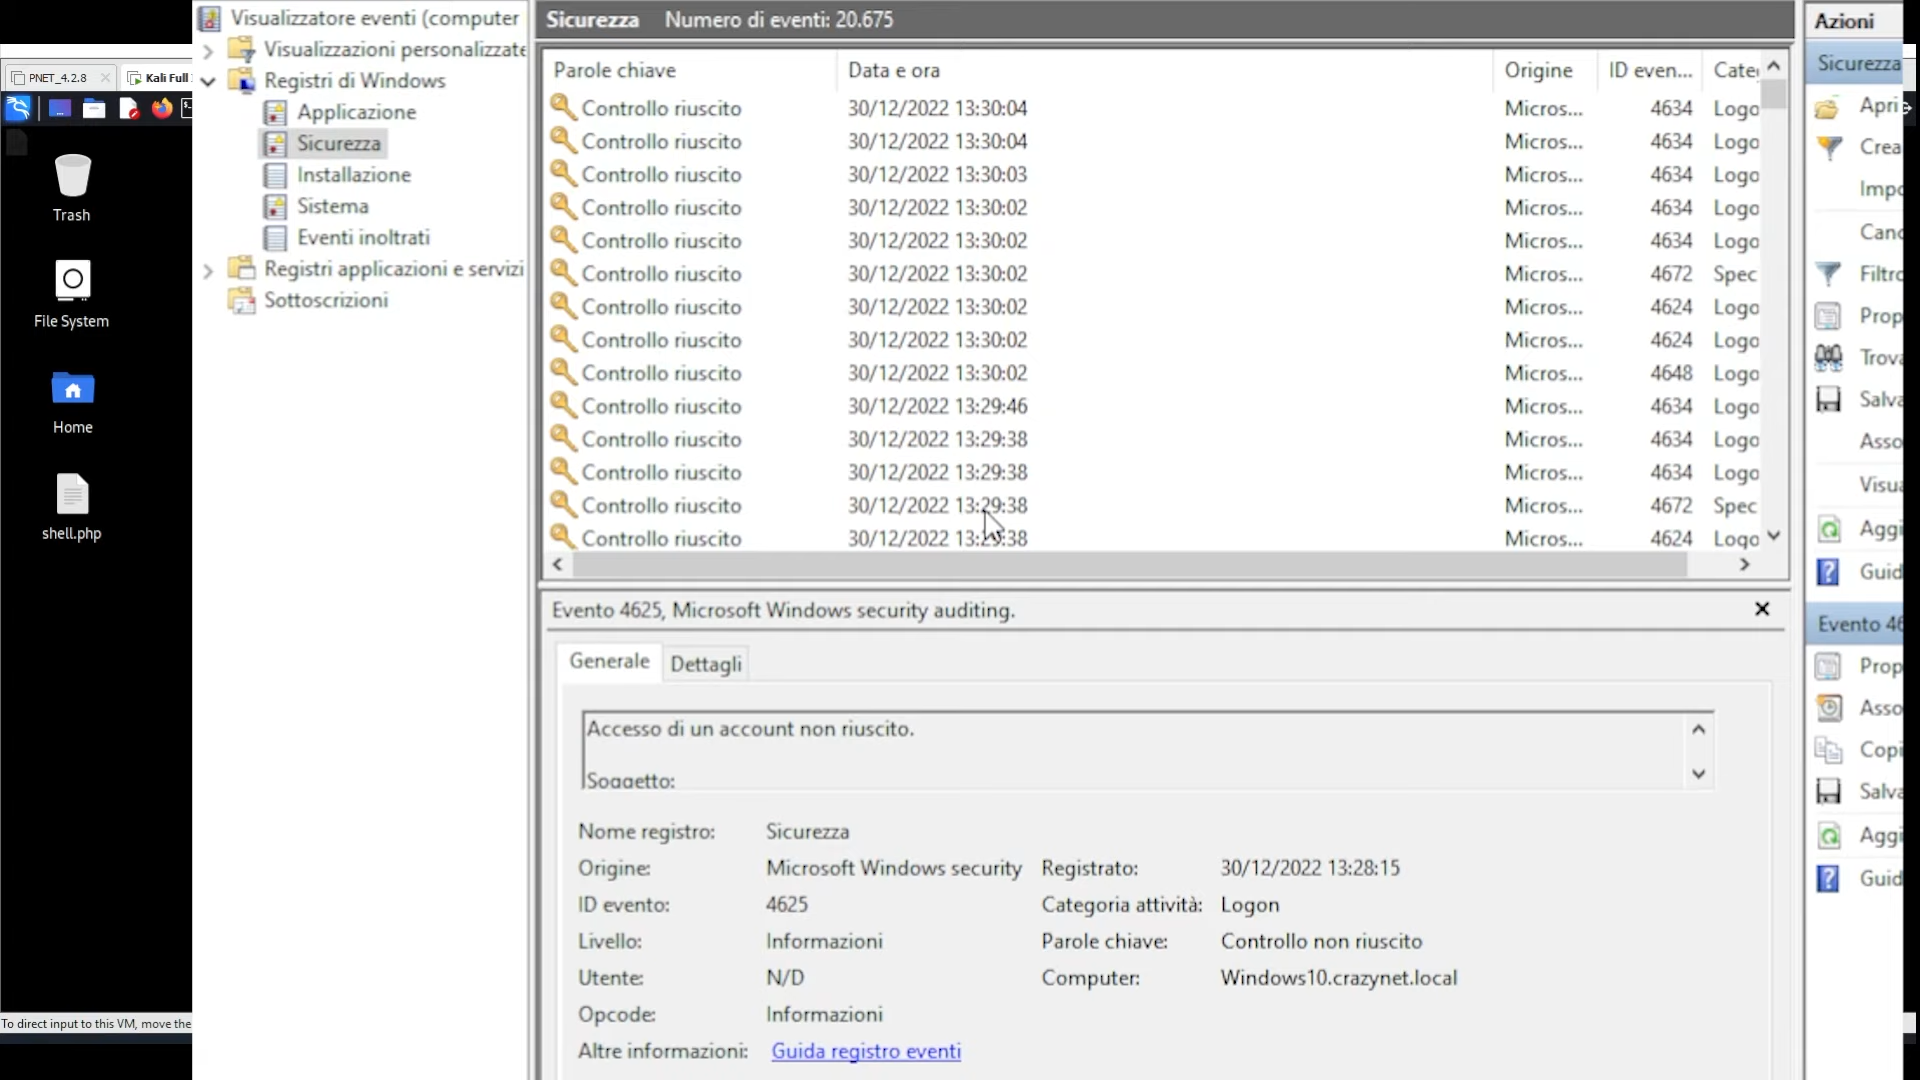 PNET_4.2.8
Kali Full
Trash
File System
Home
shell.php
To direct input to this VM, move the
Visualizzatore eventi (computer
Visualizzazioni personalizzate
Registri di Windows
Applicazione
Sicurezza
Installazione
Sistema
Eventi inoltrati
Registri applicazioni e servizi
Sottoscrizioni
Sicurezza Numero di eventi: 20.675
Parole chiave Data e ora Origine ID even... Cate
Controllo riuscito 30/12/2022 13:30:04 Micros... 4634 Logo
Controllo riuscito 30/12/2022 13:30:04 Micros... 4634 Logo
Controllo riuscito 30/12/2022 13:30:03 Micros... 4634 Logo
Controllo riuscito 30/12/2022 13:30:02 Micros... 4634 Logo
Controllo riuscito 30/12/2022 13:30:02 Micros... 4634 Logo
Controllo riuscito 30/12/2022 13:30:02 Micros... 4672 Spec
Controllo riuscito 30/12/2022 13:30:02 Micros... 4624 Logo
Controllo riuscito 30/12/2022 13:30:02 Micros... 4624 Logo
Controllo riuscito 30/12/2022 13:30:02 Micros... 4648 Logo
Controllo riuscito 30/12/2022 13:29:46 Micros... 4634 Logo
Controllo riuscito 30/12/2022 13:29:38 Micros... 4634 Logo
Controllo riuscito 30/12/2022 13:29:38 Micros... 4634 Logo
Controllo riuscito 30/12/2022 13:29:38 Micros... 4672 Spec
Controllo riuscito 30/12/2022 13:29:38 Micros... 4624 Logo
Evento 4625, Microsoft Windows security auditing.
Generale Dettagli
Accesso di un account non riuscito.
Soggetto:
Nome registro: Sicurezza
Origine: Microsoft Windows security Registrato: 30/12/2022 13:28:15
ID evento: 4625 Categoria attività: Logon
Livello: Informazioni Parole chiave: Controllo non riuscito
Utente: N/D Computer: Windows10.crazynet.local
Opcode: Informazioni
Altre informazioni: Guida registro eventi
Azioni
Sicurezza
Apri
Crea
Impo
Canc
Filtro
Prop
Trova
Salva
Asso
Visua
Aggi
Guid
Evento 46
Prop
Asso
Copi
Salva
Aggi
Guid